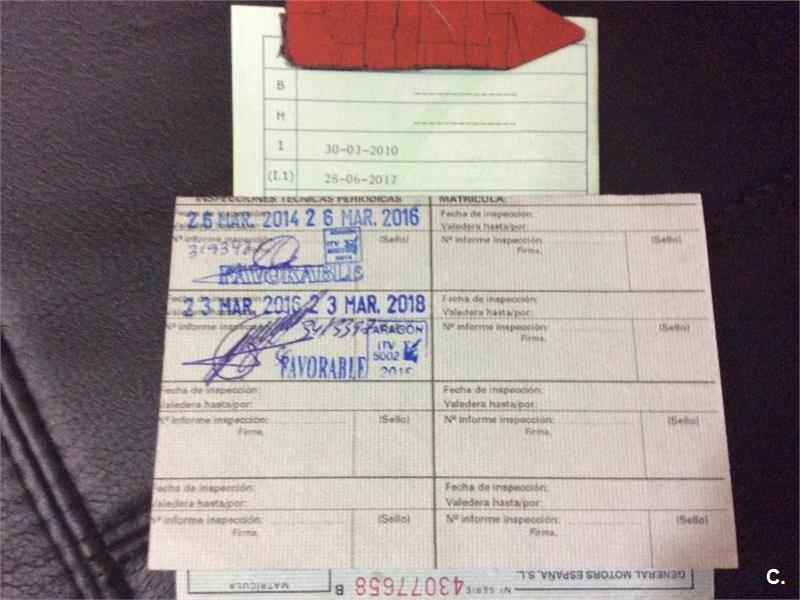 B ----------
H ----------
I 30-03-2010
(I.1) 28-06-2017
INSPECCIONES TECNICAS PERIODICAS
MATRICULA:
26 MAR. 2014 26 MAR. 2016
Fecha de inspección:
Valedera hasta/por:
Nº informe inspección:
(Sello)
ARAGÓN
ITV
5002
2014
FAVORABLE
Nº informe inspección:
(Sello)
Firma,
23 MAR. 2016 23 MAR. 2018
Fecha de inspección:
Valedera hasta/por:
Nº informe inspección:
ARAGÓN
ITV
5002
FAVORABLE
Nº informe inspección:
(Sello)
Firma,
Fecha de inspección:
Valedera hasta/por:
Fecha de inspección:
Valedera hasta/por:
Nº informe inspección:
(Sello)
Firma,
Nº informe inspección:
(Sello)
Firma,
Fecha de inspección:
Valedera hasta/por:
Fecha de inspección:
Valedera hasta/por:
Nº informe inspección:
(Sello)
Firma,
Nº informe inspección:
(Sello)
Firma,
GENERAL MOTORS ESPAÑA, S.L.
Nº SERIE 43077658 B
MATRICULA
C.